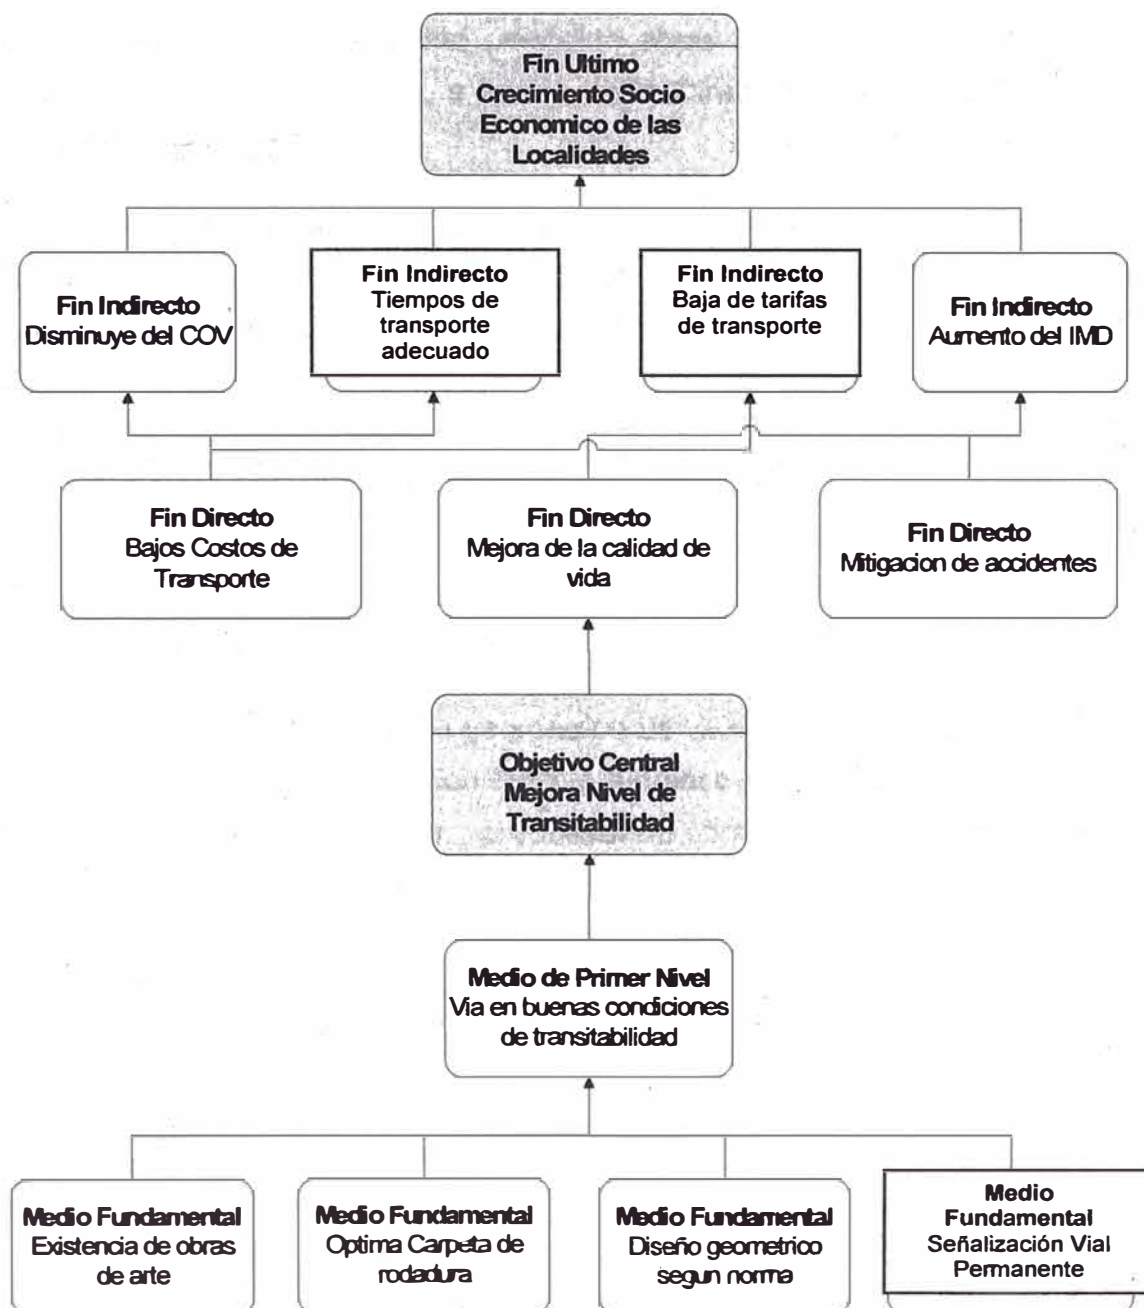 Fin Ultimo
Crecimiento Socio
Economico de las
Localidades
Fin Indirecto
Disminuye del COV
Fin Indirecto
Tiempos de
transporte
adecuado
Fin Indirecto
Baja de tarifas
de transporte
Fin Indirecto
Aumento del IMD
Fin Directo
Bajos Costos de
Transporte
Fin Directo
Mejora de la calidad de
vida
Fin Directo
Mitigacion de accidentes
Objetivo Central
Mejora Nivel de
Transitabilidad
Medio de Primer Nivel
Via en buenas condiciones
de transitabilidad
Medio Fundamental
Existencia de obras
de arte
Medio Fundamental
Optima Carpeta de
rodadura
Medio Fundamental
Diseño geometrico
segun norma
Medio
Fundamental
Señalización Vial
Permanente